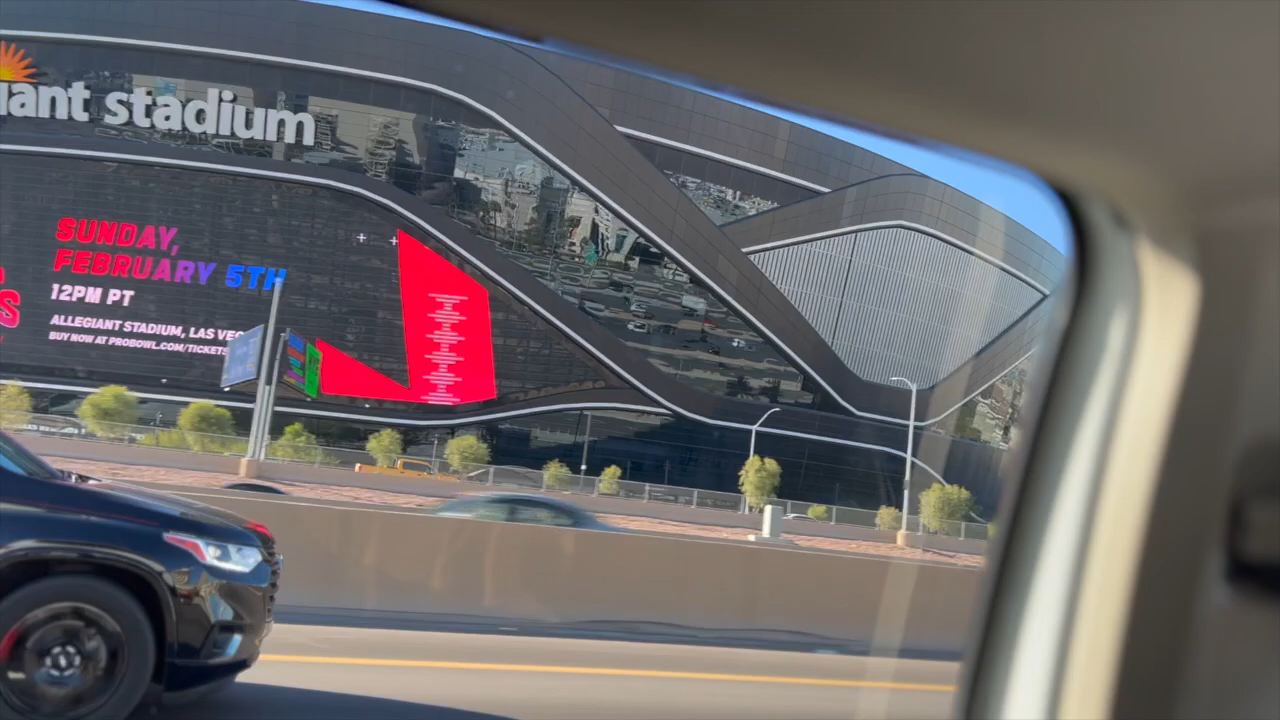 iant stadium
SUNDAY,
FEBRUARY 5TH
12PM PT
ALLEGIANT STADIUM, LAS VEG
BUY NOW AT PROBOWL.COM/TICKETS
S